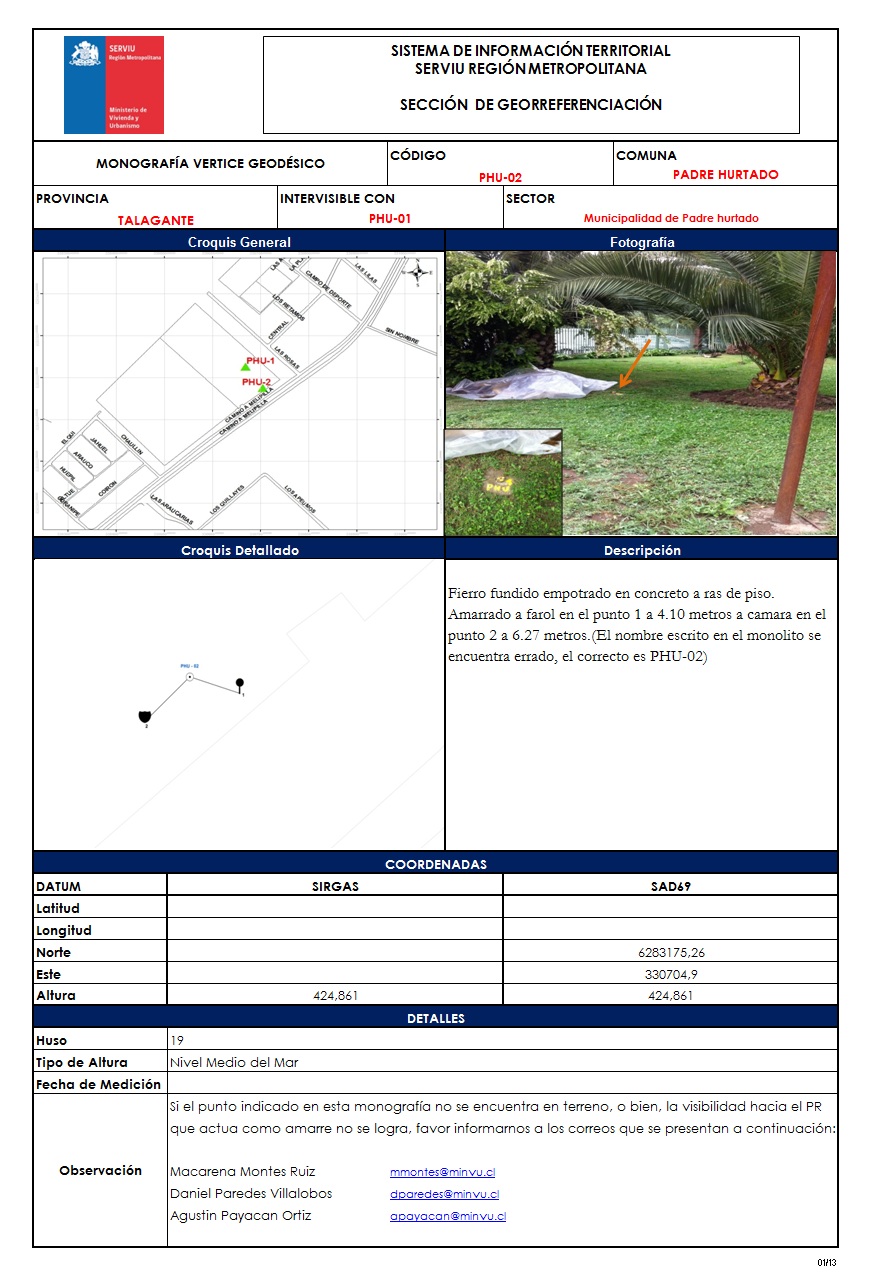 SERVIU
Región Metropolitana
Ministerio de
Vivienda y
Urbanismo
SISTEMA DE INFORMACIÓN TERRITORIAL
SERVIU REGIÓN METROPOLITANA
SECCIÓN DE GEORREFERENCIACIÓN
MONOGRAFÍA VERTICE GEODÉSICO
CÓDIGO
PHU-02
COMUNA
PADRE HURTADO
PROVINCIA
TALAGANTE
INTERVISIBLE CON
PHU-01
SECTOR
Municipalidad de Padre hurtado
Croquis General
Fotografía
LAS LILAS
CAMPO DE DEPORTE
LOS RETAMOS
CENTRAL
SIN NOMBRE
LAS ROSAS
PHU-1
PHU-2
CAMINO A MELIPILLA
CAMINO A MELIPILLA
CHAULLIN
JAHUEL
ARAUCO
HUEPIL
COIRON
LAS ARAUCARIAS
LOS QUILLAYES
N
E
S
PHU
Croquis Detallado
Descripción
PHU - 02
1
2
Fierro fundido empotrado en concreto a ras de piso.
Amarrado a farol en el punto 1 a 4.10 metros a camara en el
punto 2 a 6.27 metros.(El nombre escrito en el monolito se
encuentra errado, el correcto es PHU-02)
COORDENADAS
DATUM SIRGAS SAD69
Latitud
Longitud
Norte 6283175,26
Este 330704,9
Altura 424,861 424,861
DETALLES
Huso 19
Tipo de Altura Nivel Medio del Mar
Fecha de Medición
Observación
Si el punto indicado en esta monografía no se encuentra en terreno, o bien, la visibilidad hacia el PR
que actua como amarre no se logra, favor informarnos a los correos que se presentan a continuación:
Macarena Montes Ruiz mmontes@minvu.cl
Daniel Paredes Villalobos dparedes@minvu.cl
Agustin Payacan Ortiz apayacan@minvu.cl
01/13